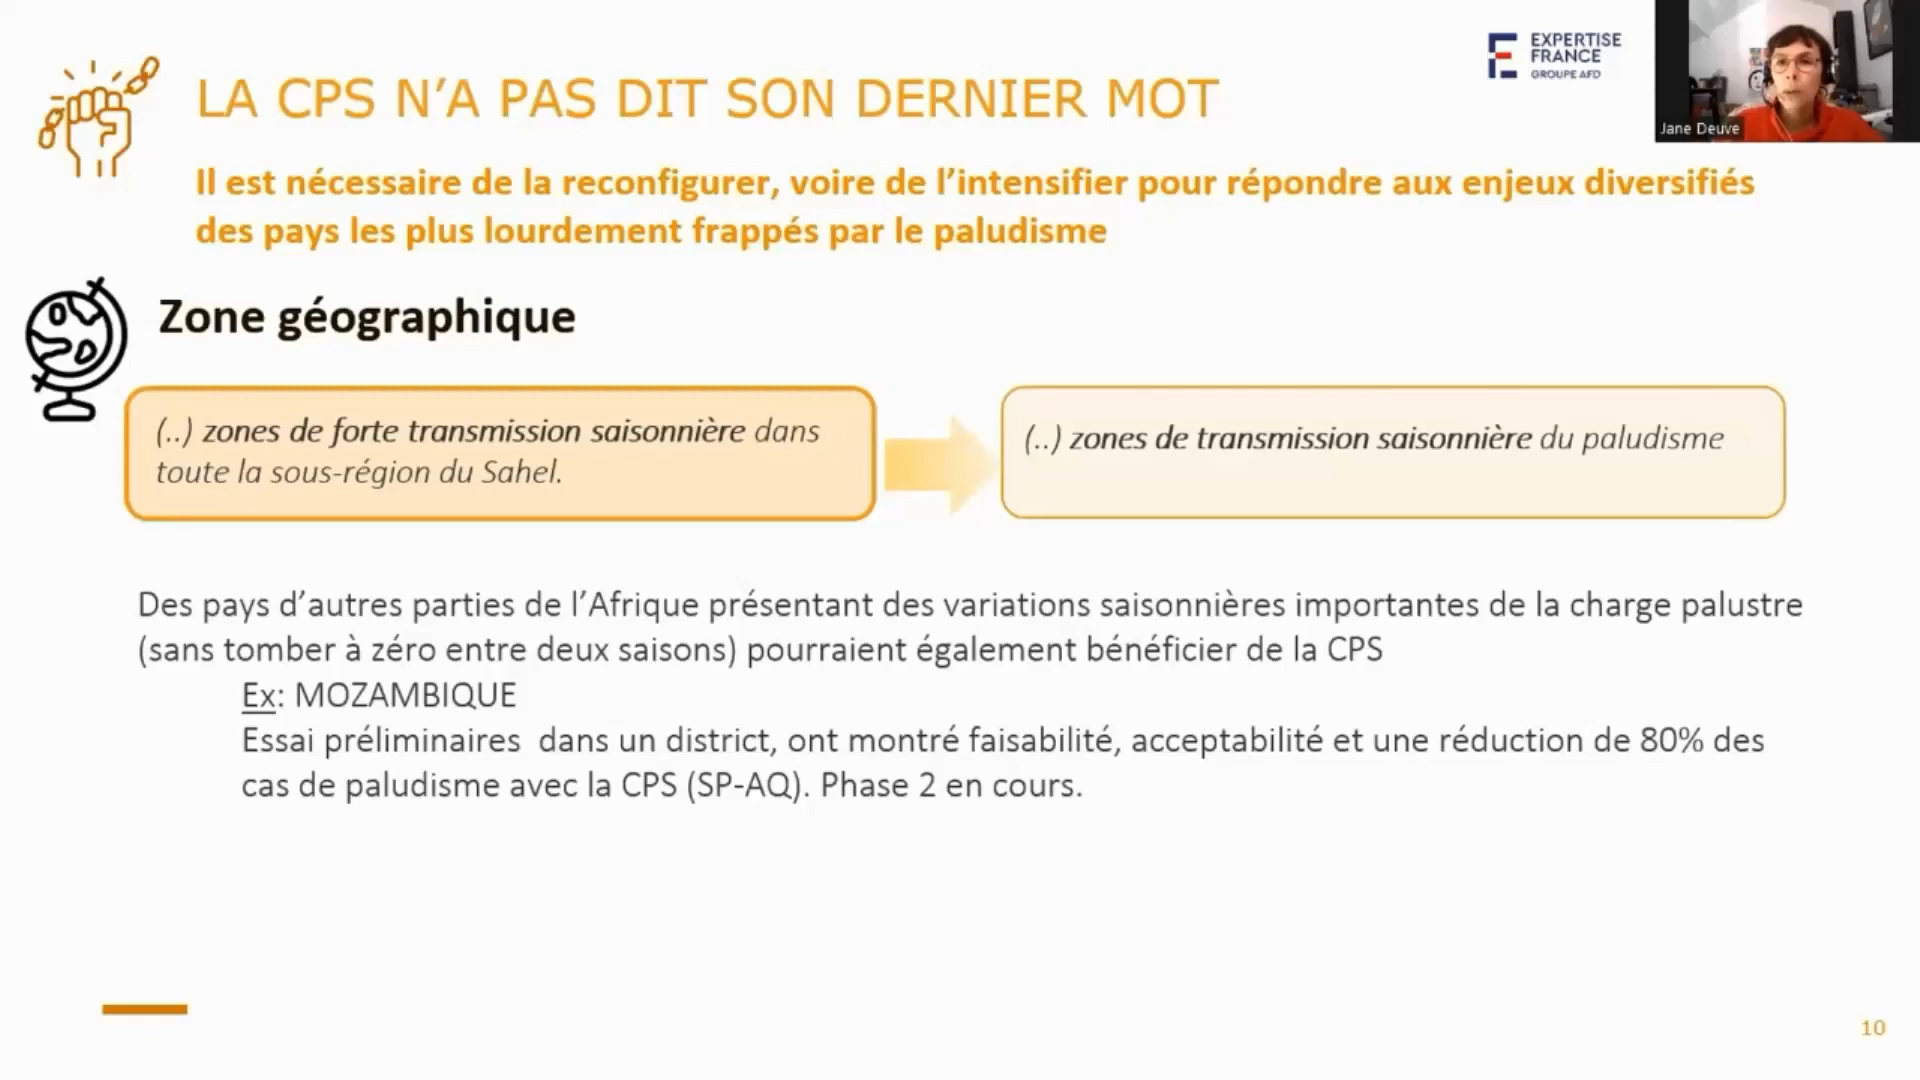 LA CPS N’A PAS DIT SON DERNIER MOT
EXPERTISE
FRANCE
GROUPE AFD
Jane Deuve
Il est nécessaire de la reconfigurer, voire de l’intensifier pour répondre aux enjeux diversifiés
des pays les plus lourdement frappés par le paludisme
Zone géographique
(..) zones de forte transmission saisonnière dans
toute la sous-région du Sahel.
(..) zones de transmission saisonnière du paludisme
Des pays d’autres parties de l’Afrique présentant des variations saisonnières importantes de la charge palustre
(sans tomber à zéro entre deux saisons) pourraient également bénéficier de la CPS
Ex: MOZAMBIQUE
Essai préliminaires  dans un district, ont montré faisabilité, acceptabilité et une réduction de 80% des
cas de paludisme avec la CPS (SP-AQ). Phase 2 en cours.
10